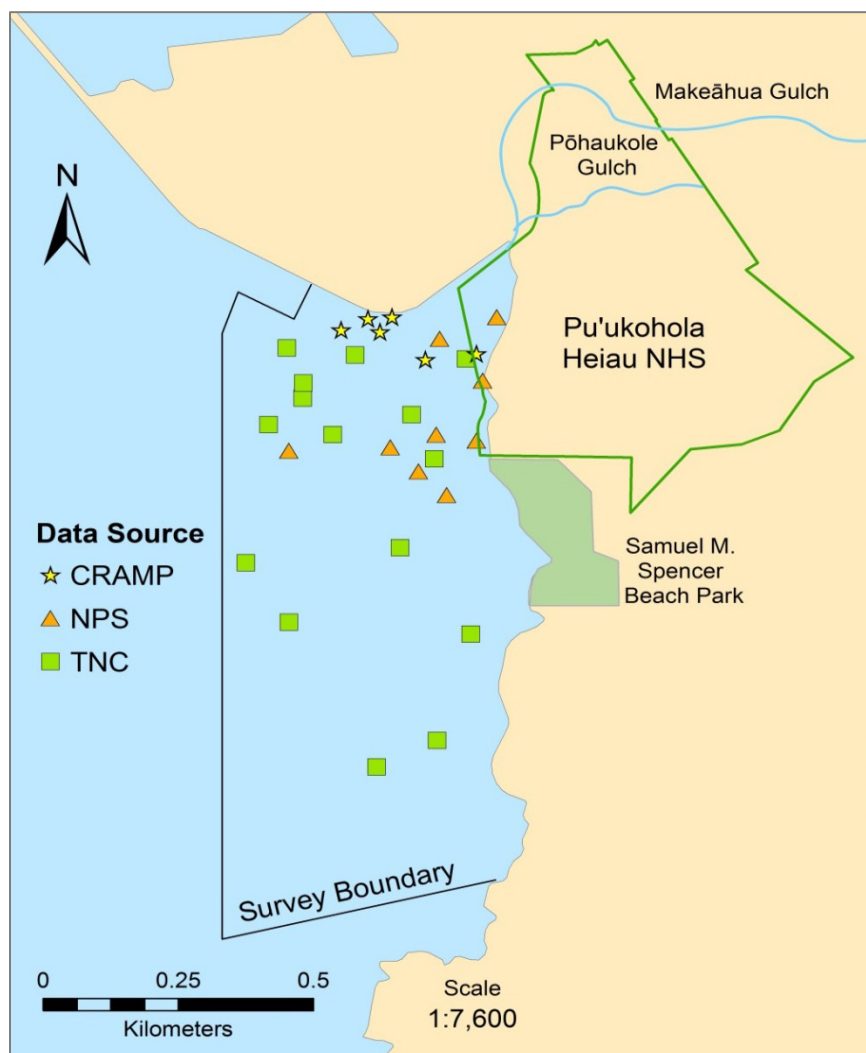 Makeāhua Gulch
Pōhaukole
Gulch
N
Pu'ukohola
Heiau NHS
Data Source
CRAMP
NPS
TNC
Samuel M.
Spencer
Beach Park
Survey Boundary
0 0.25 0.5
Kilometers
Scale
1:7,600